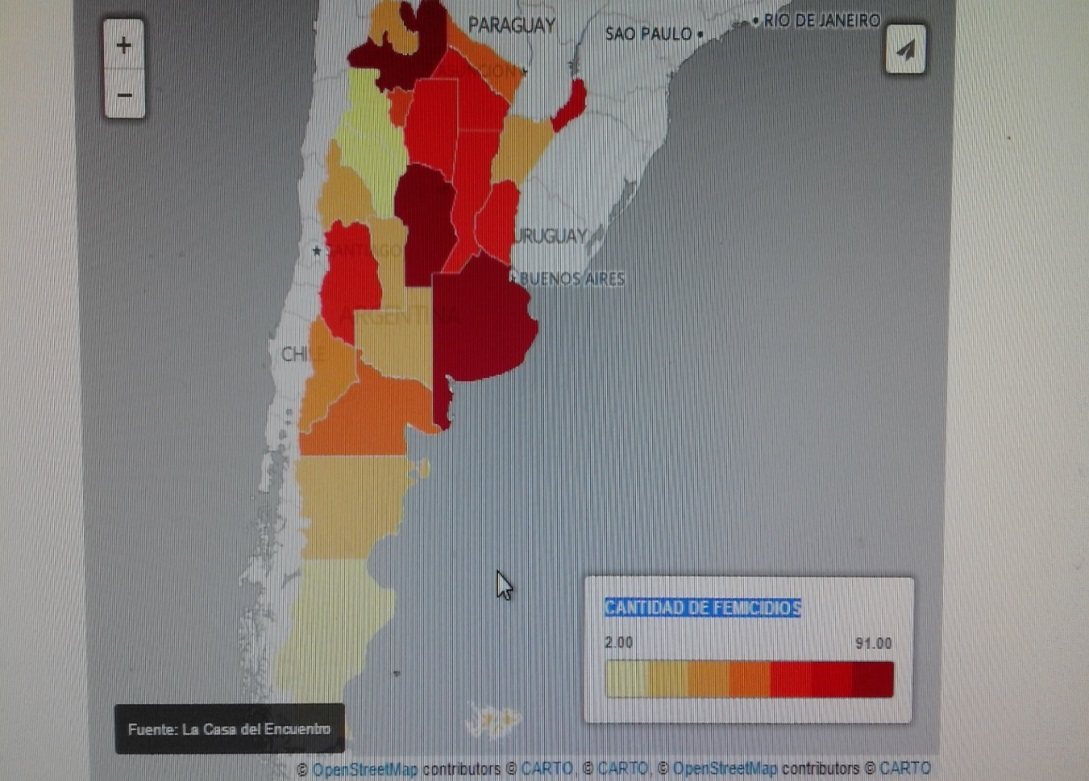 +
−
PARAGUAY
SAO PAULO
RIO DE JANEIRO
URUGUAY
SANTIAGO
BUENOS AIRES
ARGENTINA
CHILE
CANTIDAD DE FEMICIDIOS
2.00 91.00
Fuente: La Casa del Encuentro
© OpenStreetMap contributors © CARTO, © CARTO, © OpenStreetMap contributors © CARTO